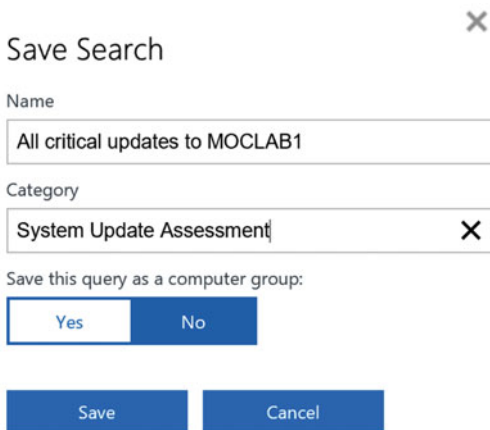 Save Search
Name
All critical updates to MOCLAB1
Category
System Update Assessment
Save this query as a computer group:
Yes No
Save Cancel